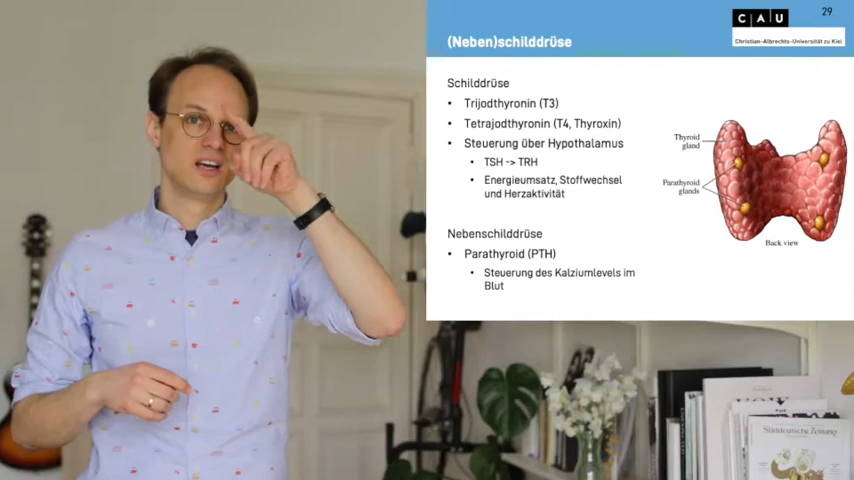 29
C A U
Christian-Albrechts-Universität zu Kiel
(Neben)schilddrüse
Schilddrüse
• Trijodthyronin (T3)
• Tetrajodthyronin (T4, Thyroxin)
• Steuerung über Hypothalamus
• TSH -> TRH
• Energieumsatz, Stoffwechsel
und Herzaktivität
Nebenschilddrüse
• Parathyroid (PTH)
• Steuerung des Kalziumlevels im
Blut
Thyroid
gland
Parathyroid
glands
Back view
Süddeutsche Zeitung